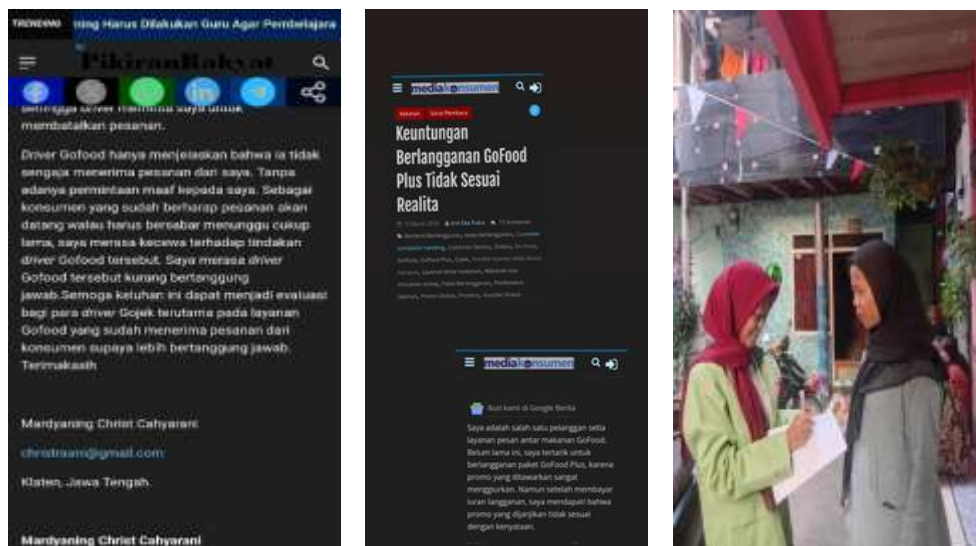 TRENDING
ning Harus Dilakukan Guru Agar Pembelajara
PikiranRakyat
sehingga driver meminta saya untuk
membatalkan pesanan.
Driver Gofood hanya menjelaskan bahwa ia tidak
sengaja menerima pesanan dari saya. Tanpa
adanya permintaan maaf kepada saya. Sebagai
konsumen yang sudah berharap pesanan akan
datang walau harus bersabar menunggu cukup
lama, saya merasa kecewa terhadap tindakan
driver Gofood tersebut. Saya merasa driver
Gofood tersebut kurang bertanggung
jawab.Semoga keluhan ini dapat menjadi evaluasi
bagi para driver Gojek terutama pada layanan
Gofood yang sudah menerima pesanan dari
konsumen supaya lebih bertanggung jawab.
Terimakasih
Mardyaning Christ Cahyarani
christraani@gmail.com
Klaten, Jawa Tengah.
Mardyaning Christ Cahyarani
mediakonsumen
Keluhan Surat Pembaca
Keuntungan
Berlangganan GoFood
Plus Tidak Sesuai
Realita
mediakonsumen
Ikuti kami di Google Berita
Saya adalah salah satu pelanggan setia
layanan pesan antar makanan GoFood.
Belum lama ini, saya tertarik untuk
berlangganan paket GoFood Plus, karena
promo yang ditawarkan sangat
menggiurkan. Namun setelah membayar
iuran langganan, saya mendapati bahwa
promo yang dijanjikan tidak sesuai
dengan kenyataan.